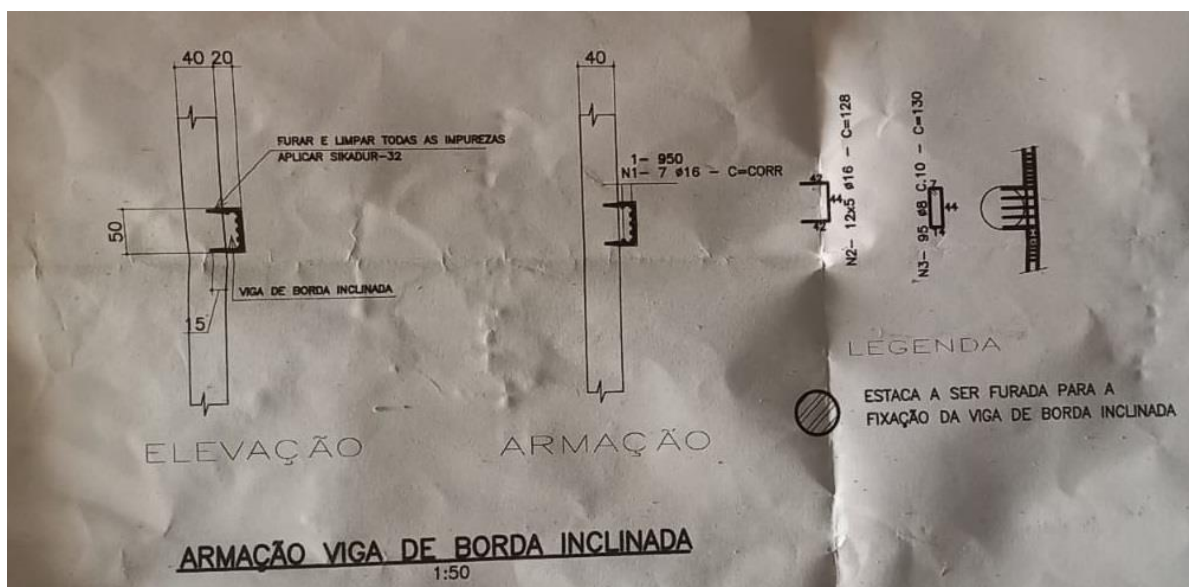 40 20
FURAR E LIMPAR TODAS AS IMPUREZAS
APLICAR SIKADUR-32
50
VIGA DE BORDA INCLINADA
15
ELEVAÇÃO
40
1- 950
N1- 7 ø16 - C=CORR
ARMAÇÃO
42
44
42
N2- 12x5 ø16 - C=128
7
44
N3- 95 ø8 C.10 - C=130
LEGENDA
ESTACA A SER FURADA PARA A
FIXAÇÃO DA VIGA DE BORDA INCLINADA
ARMAÇÃO VIGA DE BORDA INCLINADA
1:50